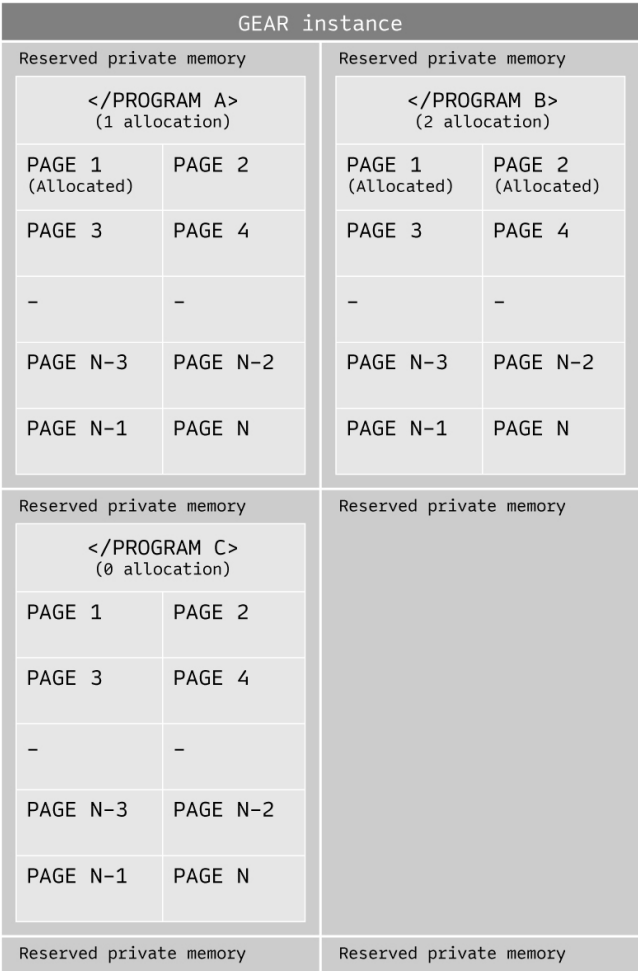 GEAR instance
Reserved private memory
</PROGRAM A>
(1 allocation)
PAGE 1 PAGE 2
(Allocated)
PAGE 3 PAGE 4
– –
PAGE N–3 PAGE N–2
PAGE N–1 PAGE N
Reserved private memory
</PROGRAM B>
(2 allocation)
PAGE 1 PAGE 2
(Allocated) (Allocated)
PAGE 3 PAGE 4
– –
PAGE N–3 PAGE N–2
PAGE N–1 PAGE N
Reserved private memory
</PROGRAM C>
(0 allocation)
PAGE 1 PAGE 2
PAGE 3 PAGE 4
– –
PAGE N–3 PAGE N–2
PAGE N–1 PAGE N
Reserved private memory
Reserved private memory
Reserved private memory